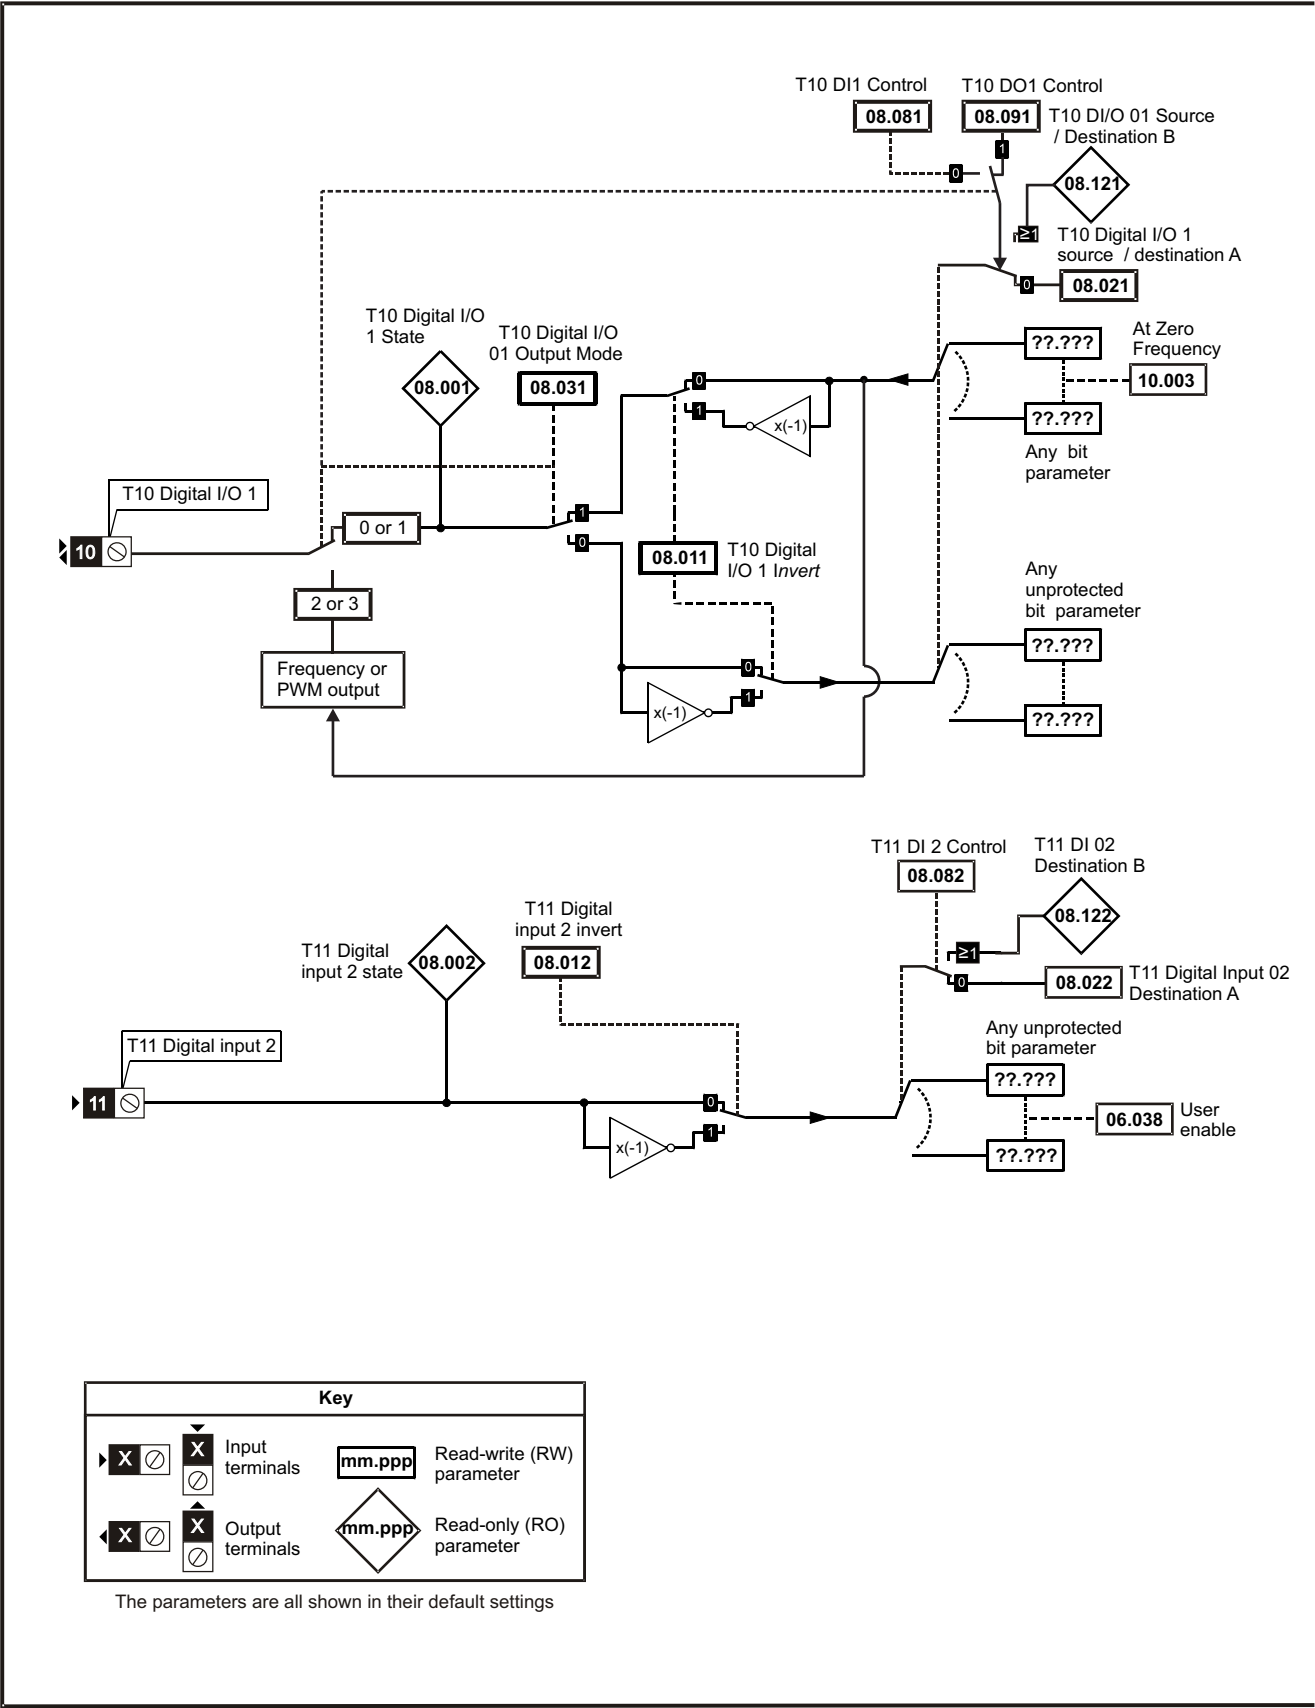 T10 DI1 Control
T10 DO1 Control
08.081
08.091
T10 DI/O 01 Source
/ Destination B
1
0
08.121
≥1
T10 Digital I/O 1
source / destination A
0
08.021
T10 Digital I/O
1 State
08.001
T10 Digital I/O
01 Output Mode
08.031
0
1
x(-1)
??.???
At Zero
Frequency
10.003
??.???
Any bit
parameter
T10 Digital I/O 1
10
0 or 1
1
0
08.011
T10 Digital
I/O 1 Invert
2 or 3
Frequency or
PWM output
0
1
x(-1)
Any
unprotected
bit parameter
??.???
??.???
T11 DI 2 Control
08.082
T11 DI 02
Destination B
08.122
≥1
0
08.022
T11 Digital Input 02
Destination A
T11 Digital
input 2 state
08.002
T11 Digital
input 2 invert
08.012
T11 Digital input 2
11
0
1
x(-1)
Any unprotected
bit parameter
??.???
06.038
User
enable
??.???
Key
X
X
Input
terminals
mm.ppp
Read-write (RW)
parameter
X
X
Output
terminals
mm.ppp
Read-only (RO)
parameter
The parameters are all shown in their default settings